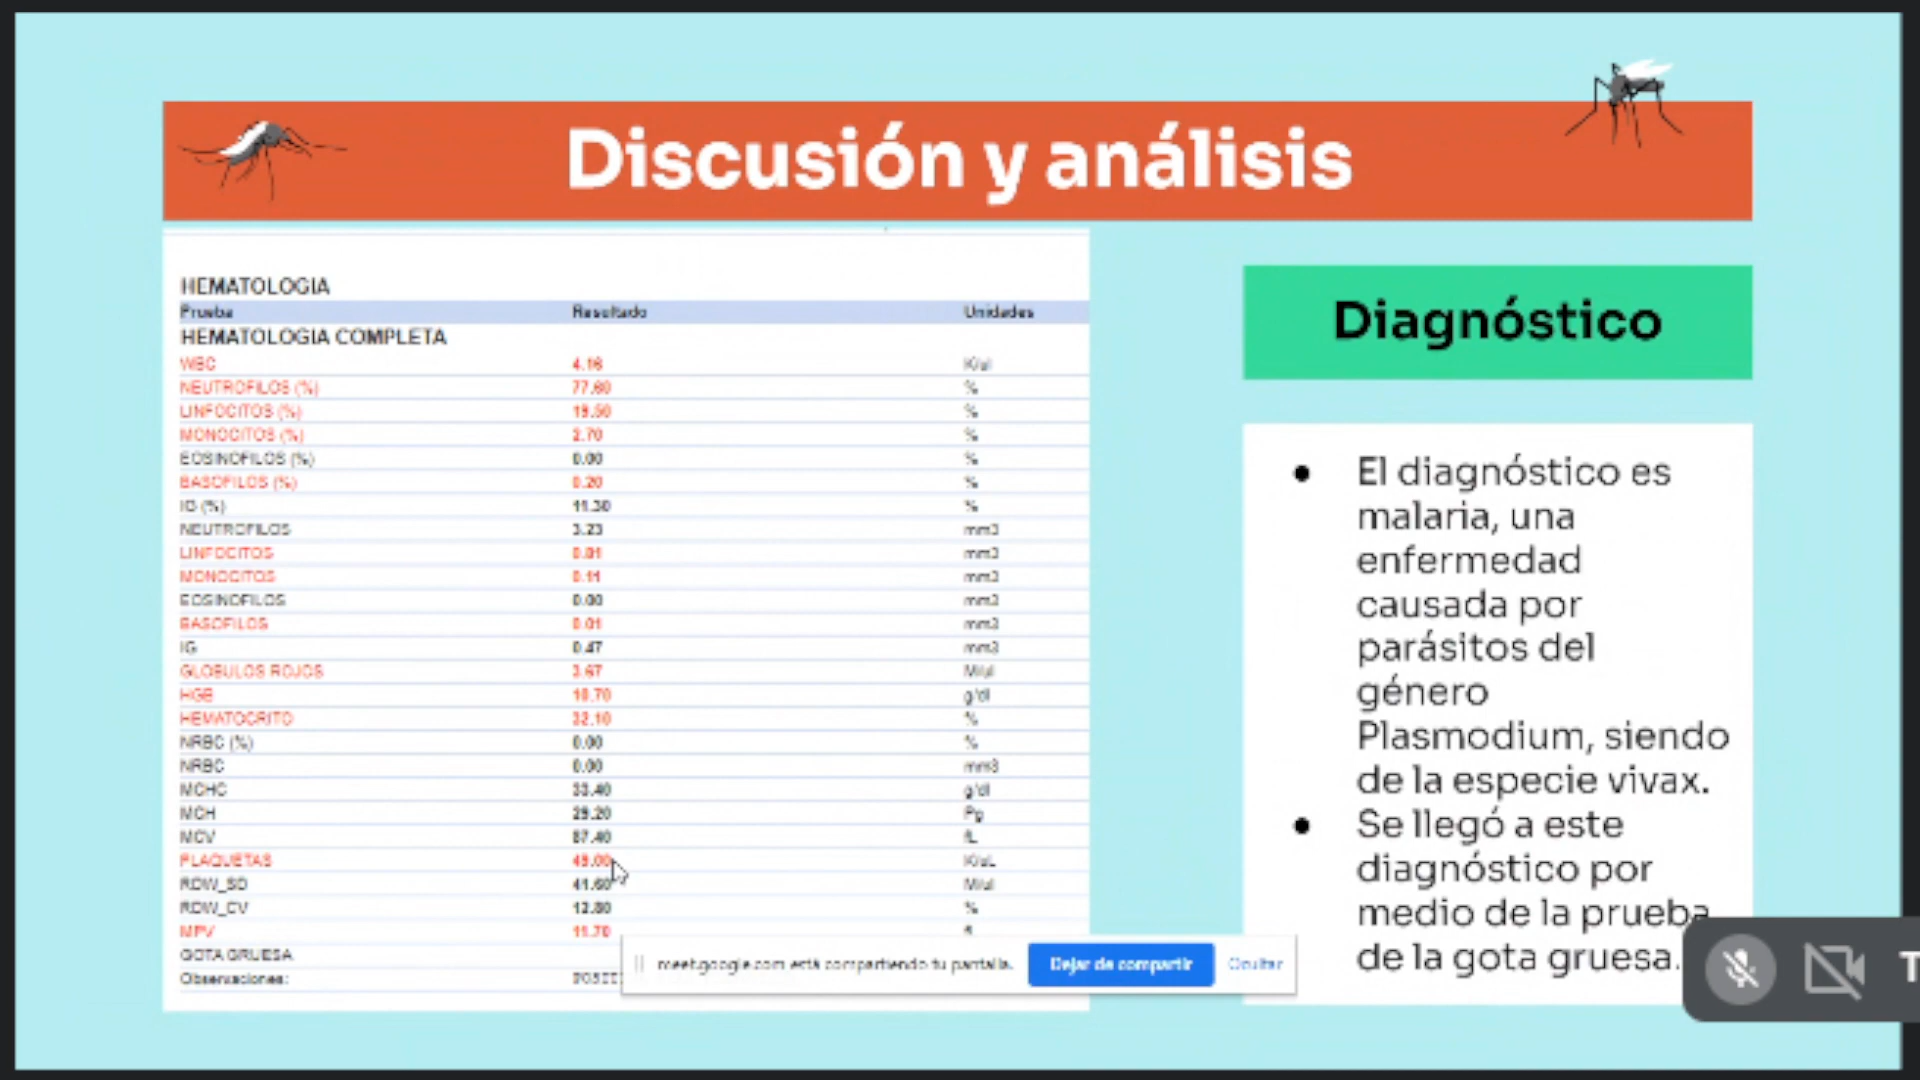 Discusión y análisis
HEMATOLOGIA
Prueba Resultado Unidades
HEMATOLOGIA COMPLETA
WBC 4.16 K/ul
NEUTROFILOS (%) 77.60 %
LINFOCITOS (%) 19.50 %
MONOCITOS (%) 2.70 %
EOSINOFILOS (%) 0.00 %
BASOFILOS (%) 0.20 %
IG (%) 11.30 %
NEUTROFILOS 3.23 mm3
LINFOCITOS mm3
MONOCITOS 0.11 mm3
EOSINOFILOS 0.00 mm3
BASOFILOS 0.01 mm3
IG 0.47 mm3
GLOBULOS ROJOS 3.67 M/ul
HGB 10.70 g/dl
HEMATOCRITO 32.10 %
NRBC (%) 0.00 %
NRBC 0.00 mm3
MCHC 33.40 g/dl
MCH 29.20 Pg
MCV 87.40 fL
PLAQUETAS 49.00 K/uL
RDW_SD 41.60 M/ul
RDW_CV %
MPV 11.70
GOTA GRUESA
Observaciones:
meet.google.com está compartiendo tu pantalla.
Dejar de compartir
Ocultar
Diagnóstico
● El diagnóstico es
malaria, una
enfermedad
causada por
parásitos del
género
Plasmodium, siendo
de la especie vivax.
● Se llegó a este
diagnóstico por
medio de la prueba
de la gota gruesa.
T